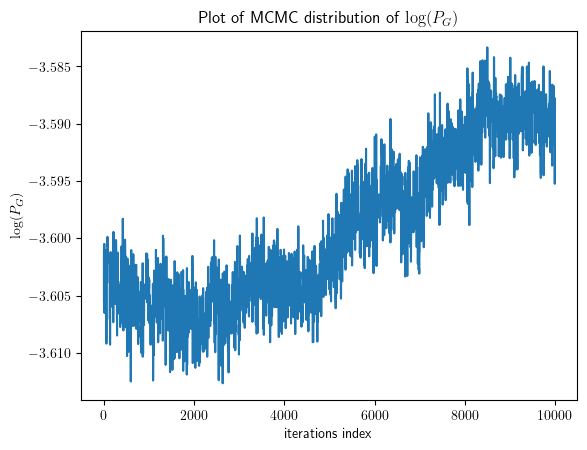 Plot of MCMC distribution of log(P_G)
log(P_G)
−3.585
−3.590
−3.595
−3.600
−3.605
−3.610
0 2000 4000 6000 8000 10000
iterations index